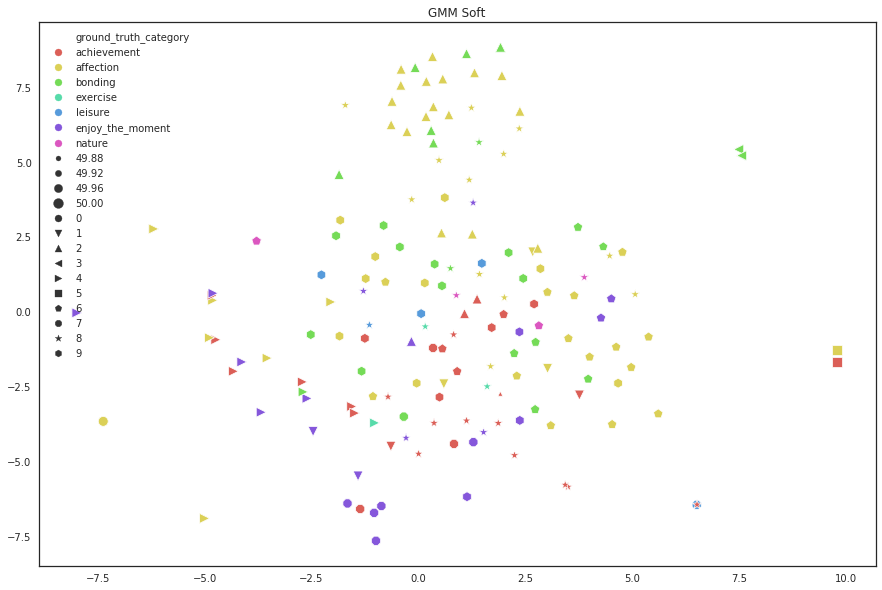 GMM Soft
ground_truth_category
achievement
affection
bonding
exercise
leisure
enjoy_the_moment
nature
49.88
49.92
49.96
50.00
0
1
2
3
4
5
6
7
8
9
7.5
5.0
2.5
0.0
−2.5
−5.0
−7.5
−7.5 −5.0 −2.5 0.0 2.5 5.0 7.5 10.0